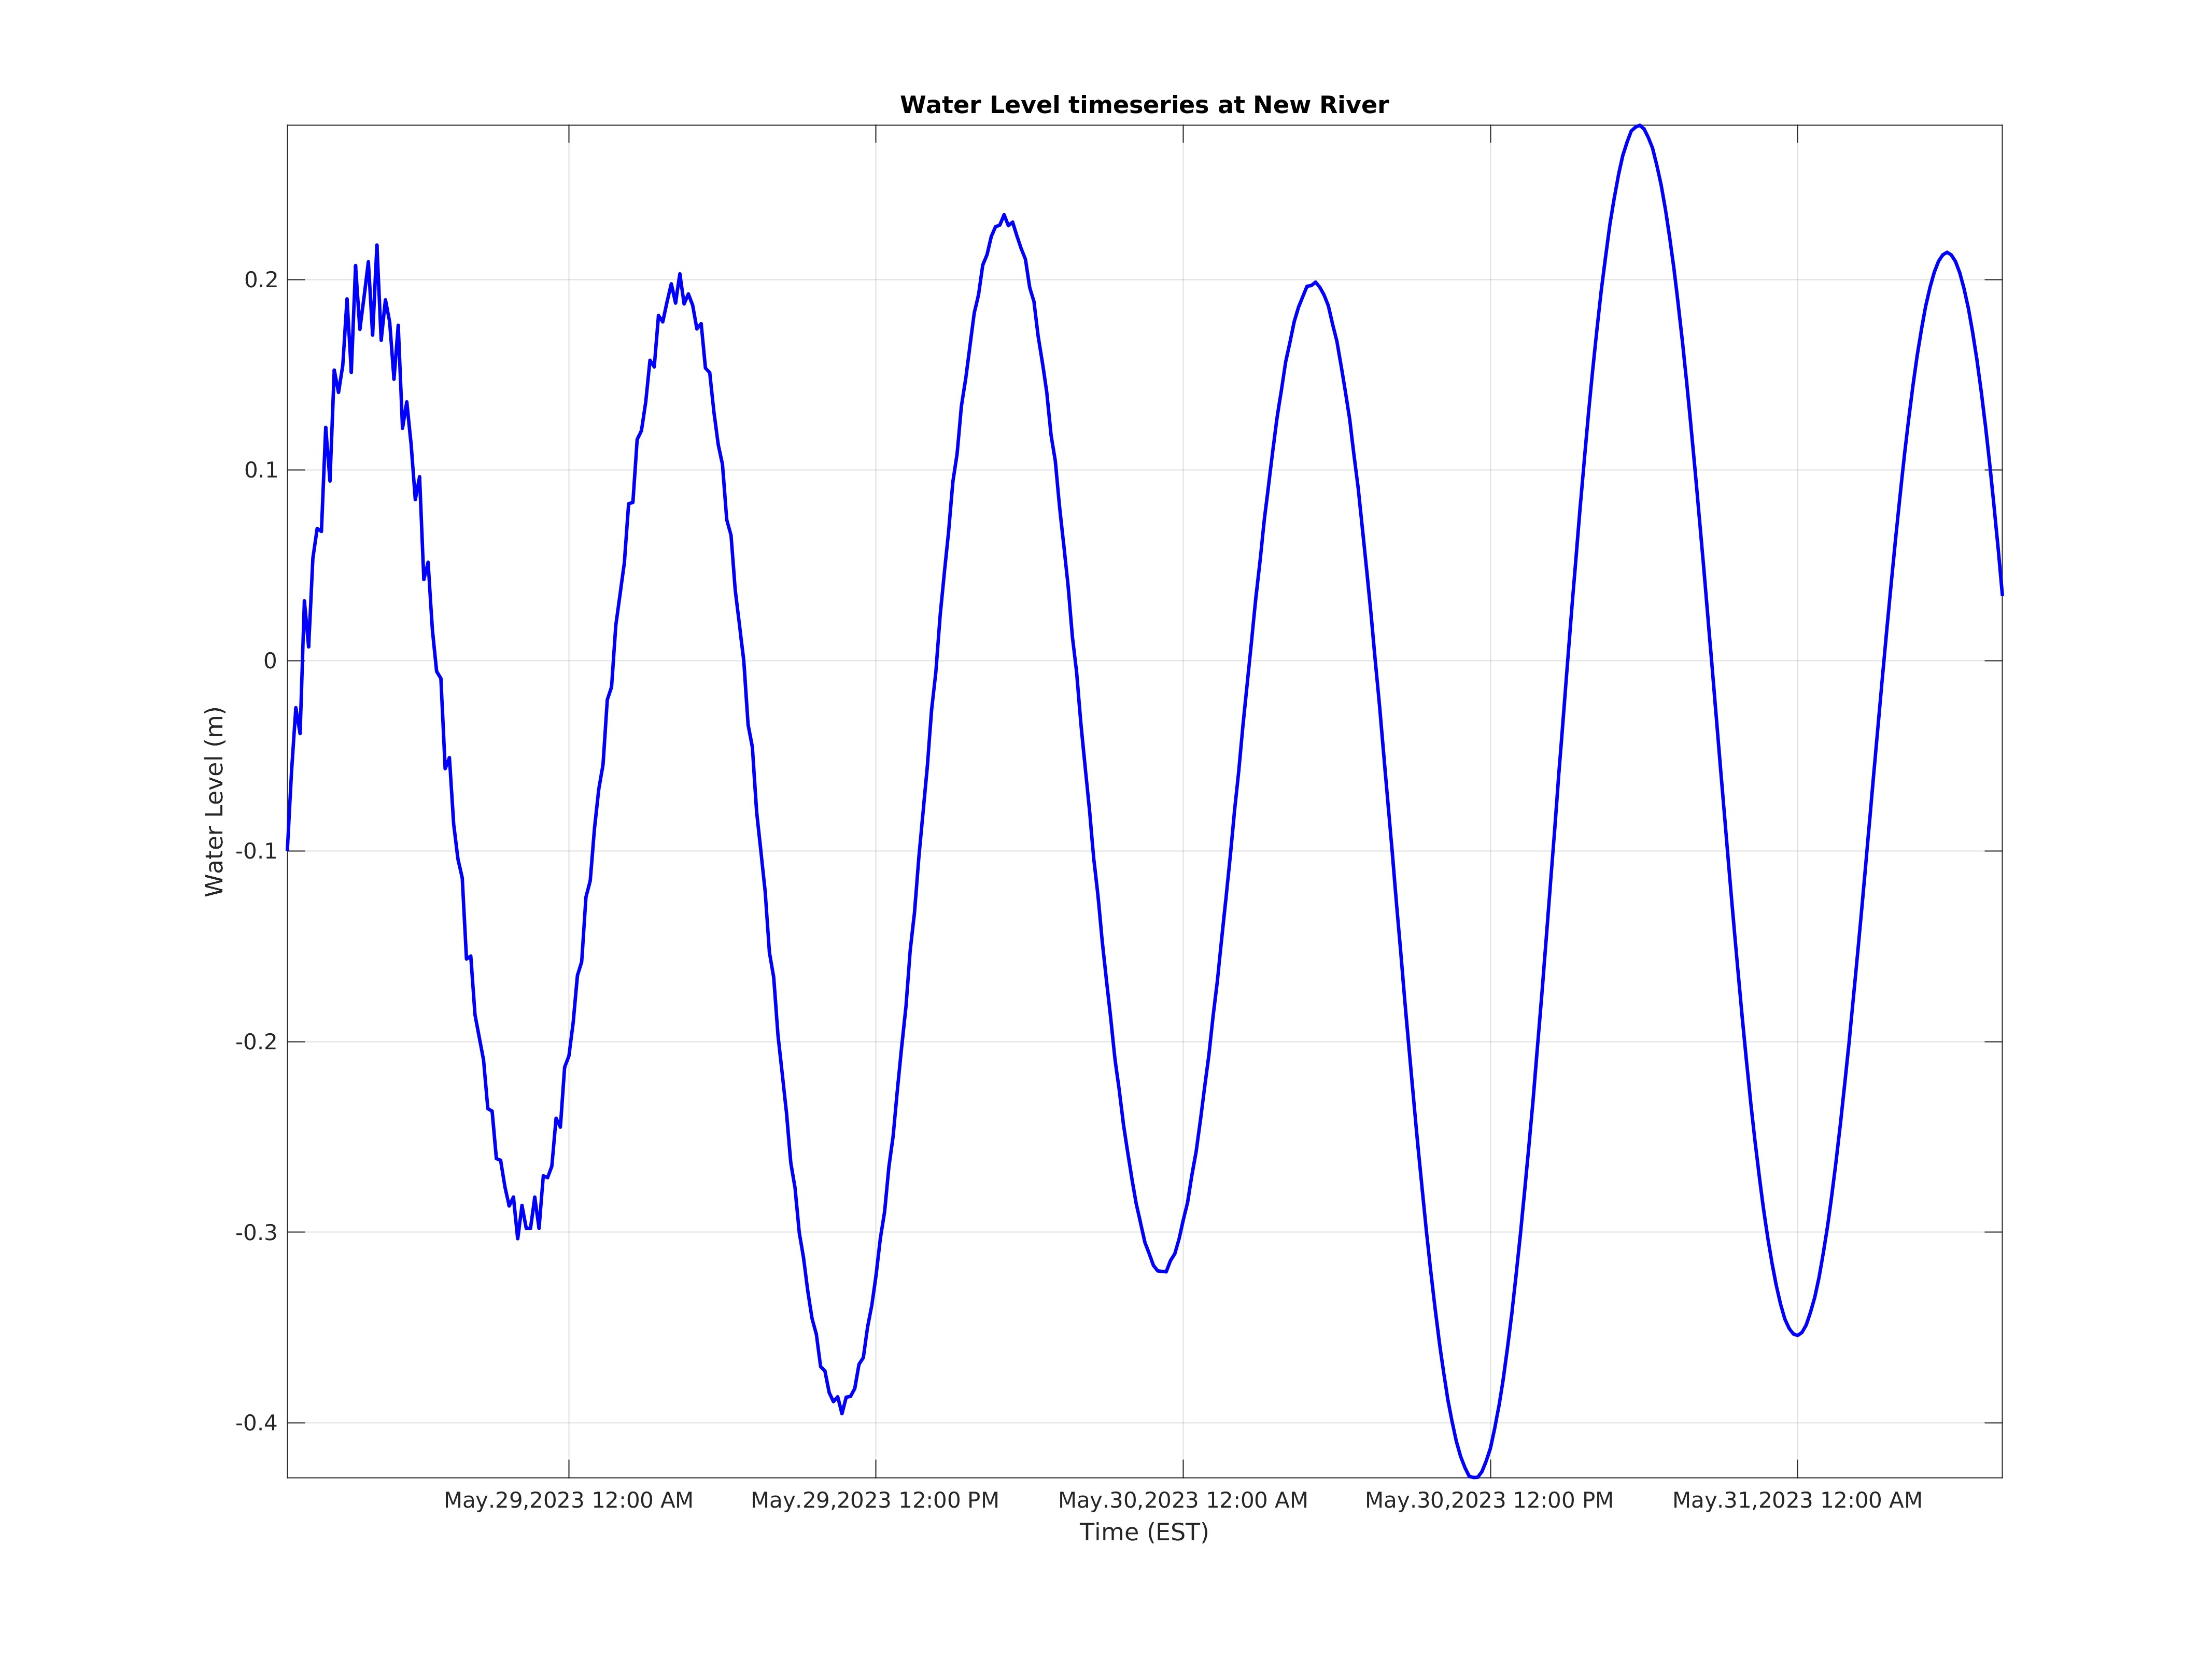 Water Level timeseries at New River
0.2
0.1
0
-0.1
-0.2
-0.3
-0.4
Water Level (m)
May.29,2023 12:00 AM
May.29,2023 12:00 PM
May.30,2023 12:00 AM
May.30,2023 12:00 PM
May.31,2023 12:00 AM
Time (EST)